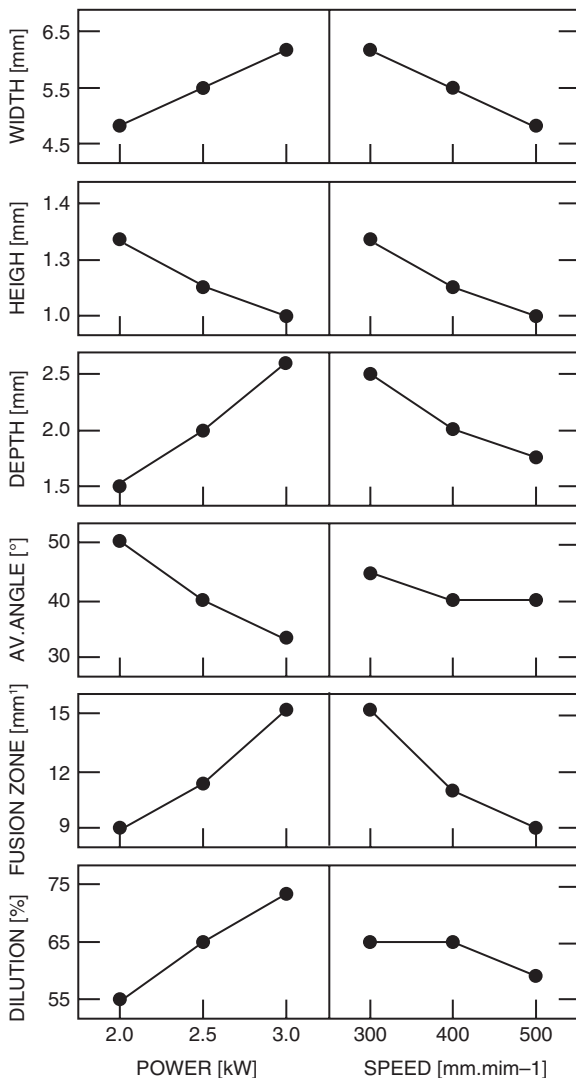 WIDTH [mm]
6.5
5.5
4.5
HEIGH [mm]
1.4
1.3
1.0
DEPTH [mm]
2.5
2.0
1.5
AV.ANGLE [°]
50
40
30
FUSION ZONE [mm¹]
15
12
9
DILUTION [%]
75
65
55
2.0 2.5 3.0 300 400 500
POWER [kW] SPEED [mm.mim–1]